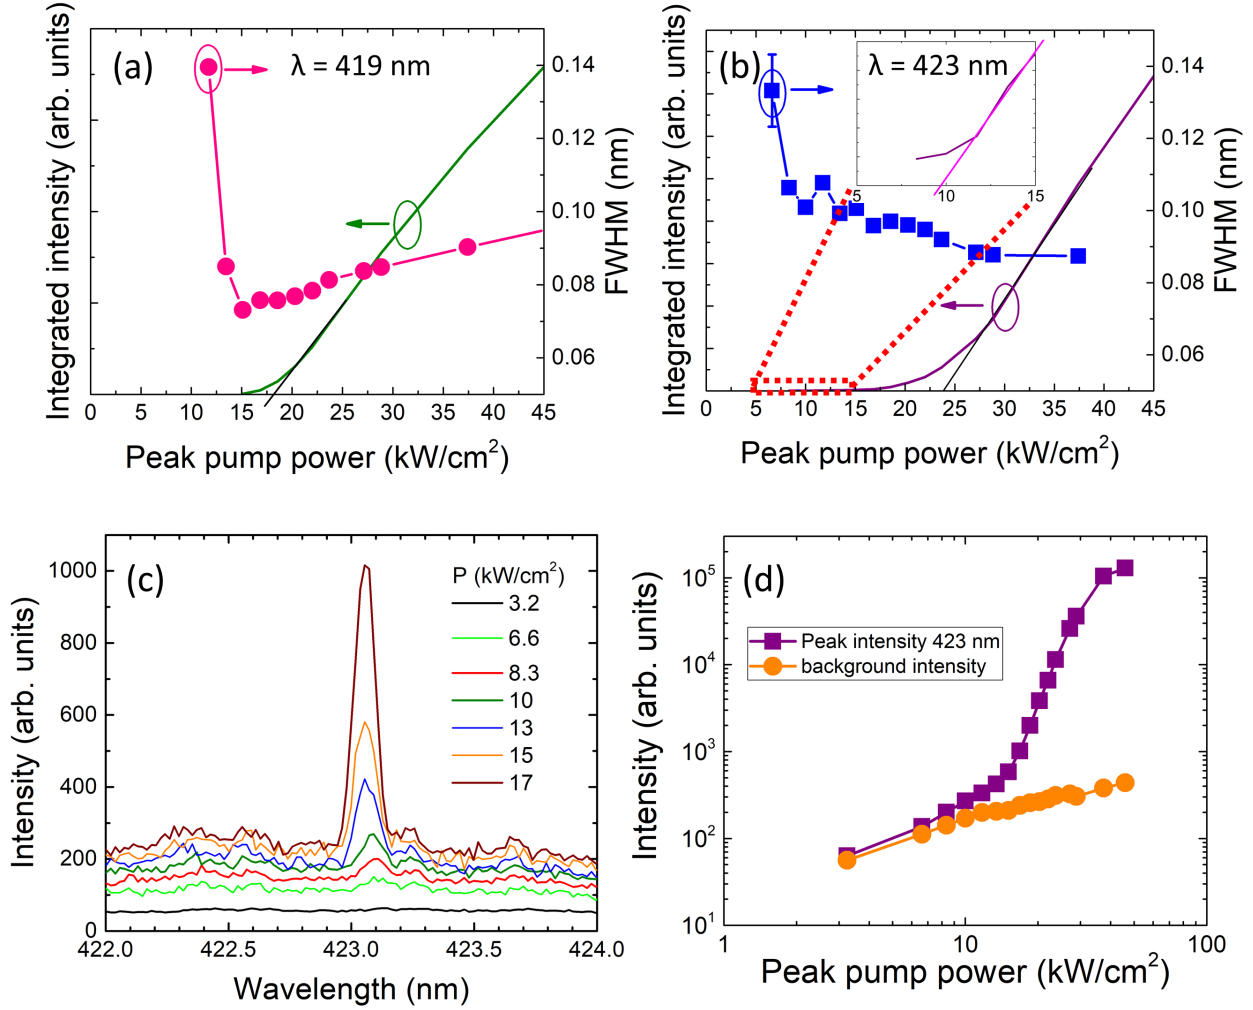 (a)
λ = 419 nm
Integrated intensity (arb. units)
0.14
0.12
0.10
0.08
0.06
FWHM (nm)
0 5 10 15 20 25 30 35 40 45
Peak pump power (kW/cm²)
(b)
λ = 423 nm
5 10 15
Integrated intensity (arb. units)
0.14
0.12
0.10
0.08
0.06
FWHM (nm)
0 5 10 15 20 25 30 35 40 45
Peak pump power (kW/cm²)
(c)
P (kW/cm²)
3.2
6.6
8.3
10
13
15
17
Intensity (arb. units)
1000
800
600
400
200
0
422.0 422.5 423.0 423.5 424.0
Wavelength (nm)
(d)
Peak intensity 423 nm
background intensity
Intensity (arb. units)
10⁵
10⁴
10³
10²
10¹
1 10 100
Peak pump power (kW/cm²)